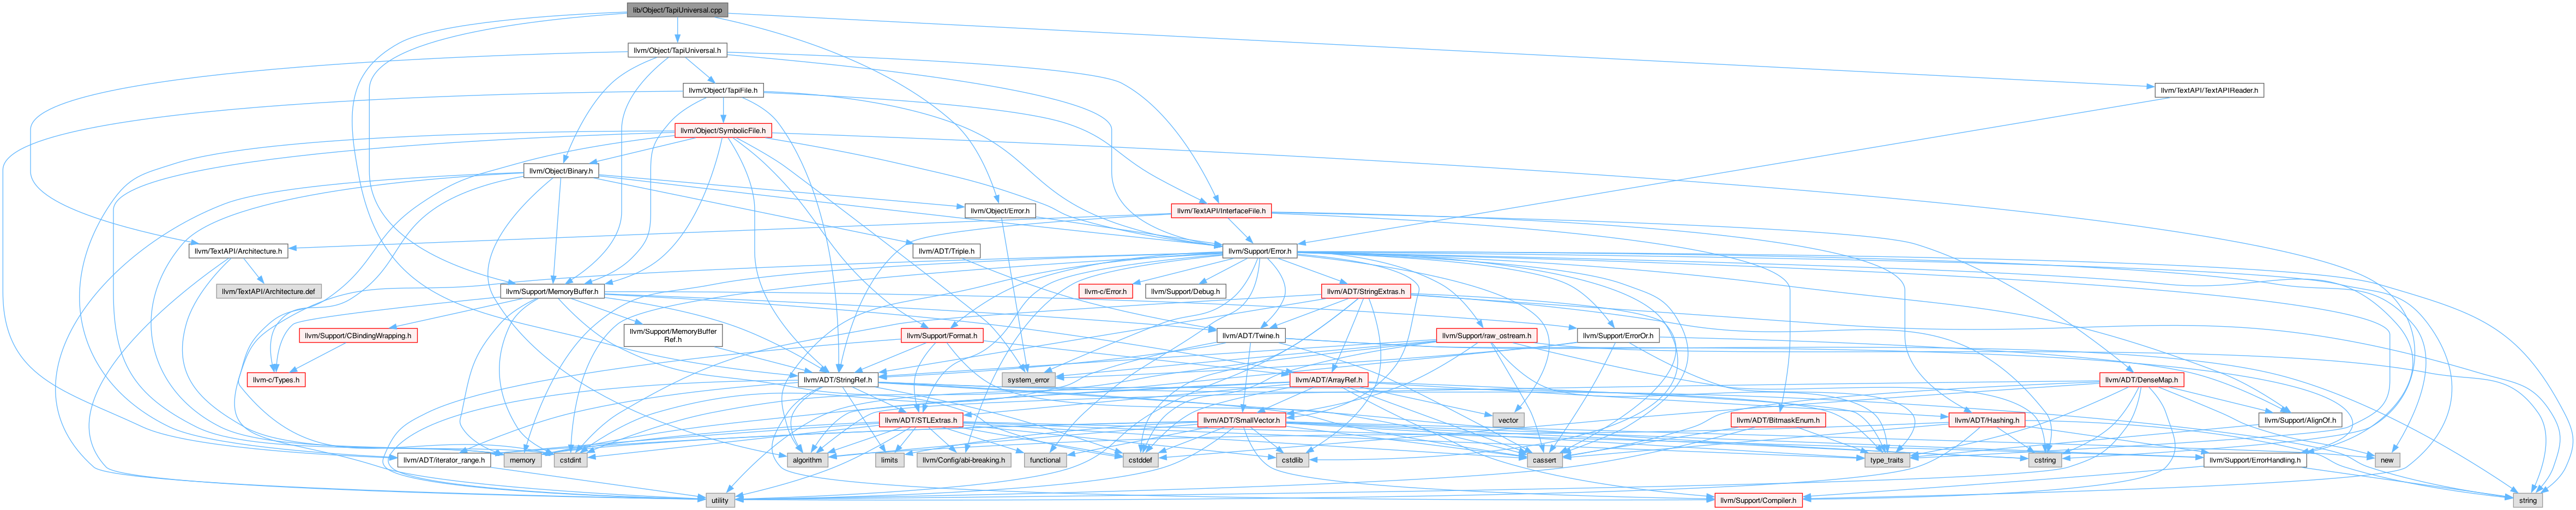 lib/Object/TapiUniversal.cpp
llvm/Object/TapiUniversal.h
llvm/Object/TapiFile.h
llvm/TextAPI/TextAPIReader.h
llvm/Object/SymbolicFile.h
llvm/Object/Binary.h
llvm/Object/Error.h
llvm/TextAPI/InterfaceFile.h
llvm/TextAPI/Architecture.h
llvm/ADT/Triple.h
llvm/Support/Error.h
llvm/TextAPI/Architecture.def
llvm/Support/MemoryBuffer.h
llvm-c/Error.h
llvm/Support/Debug.h
llvm/ADT/StringExtras.h
llvm/Support/CBindingWrapping.h
llvm/Support/MemoryBuffer
Ref.h
llvm/Support/Format.h
llvm/ADT/Twine.h
llvm/Support/raw_ostream.h
llvm/Support/ErrorOr.h
llvm-c/Types.h
llvm/ADT/StringRef.h
system_error
llvm/ADT/ArrayRef.h
llvm/ADT/DenseMap.h
llvm/ADT/STLExtras.h
llvm/ADT/SmallVector.h
vector
llvm/ADT/BitmaskEnum.h
llvm/ADT/Hashing.h
llvm/Support/AlignOf.h
llvm/ADT/iterator_range.h
memory
cstdint
algorithm
limits
llvm/Config/abi-breaking.h
functional
cstddef
cstdlib
cassert
type_traits
cstring
llvm/Support/ErrorHandling.h
new
utility
llvm/Support/Compiler.h
string